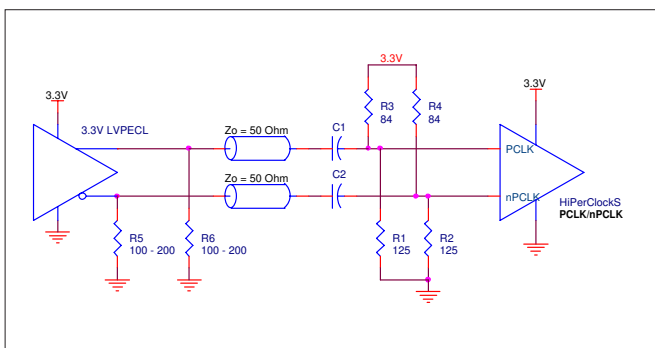 3.3V
3.3V
3.3V
R3
84
R4
84
3.3V LVPECL
Zo = 50 Ohm
C1
PCLK
Zo = 50 Ohm
C2
nPCLK
HiPerClockS
PCLK/nPCLK
R5
100 - 200
R6
100 - 200
R1
125
R2
125